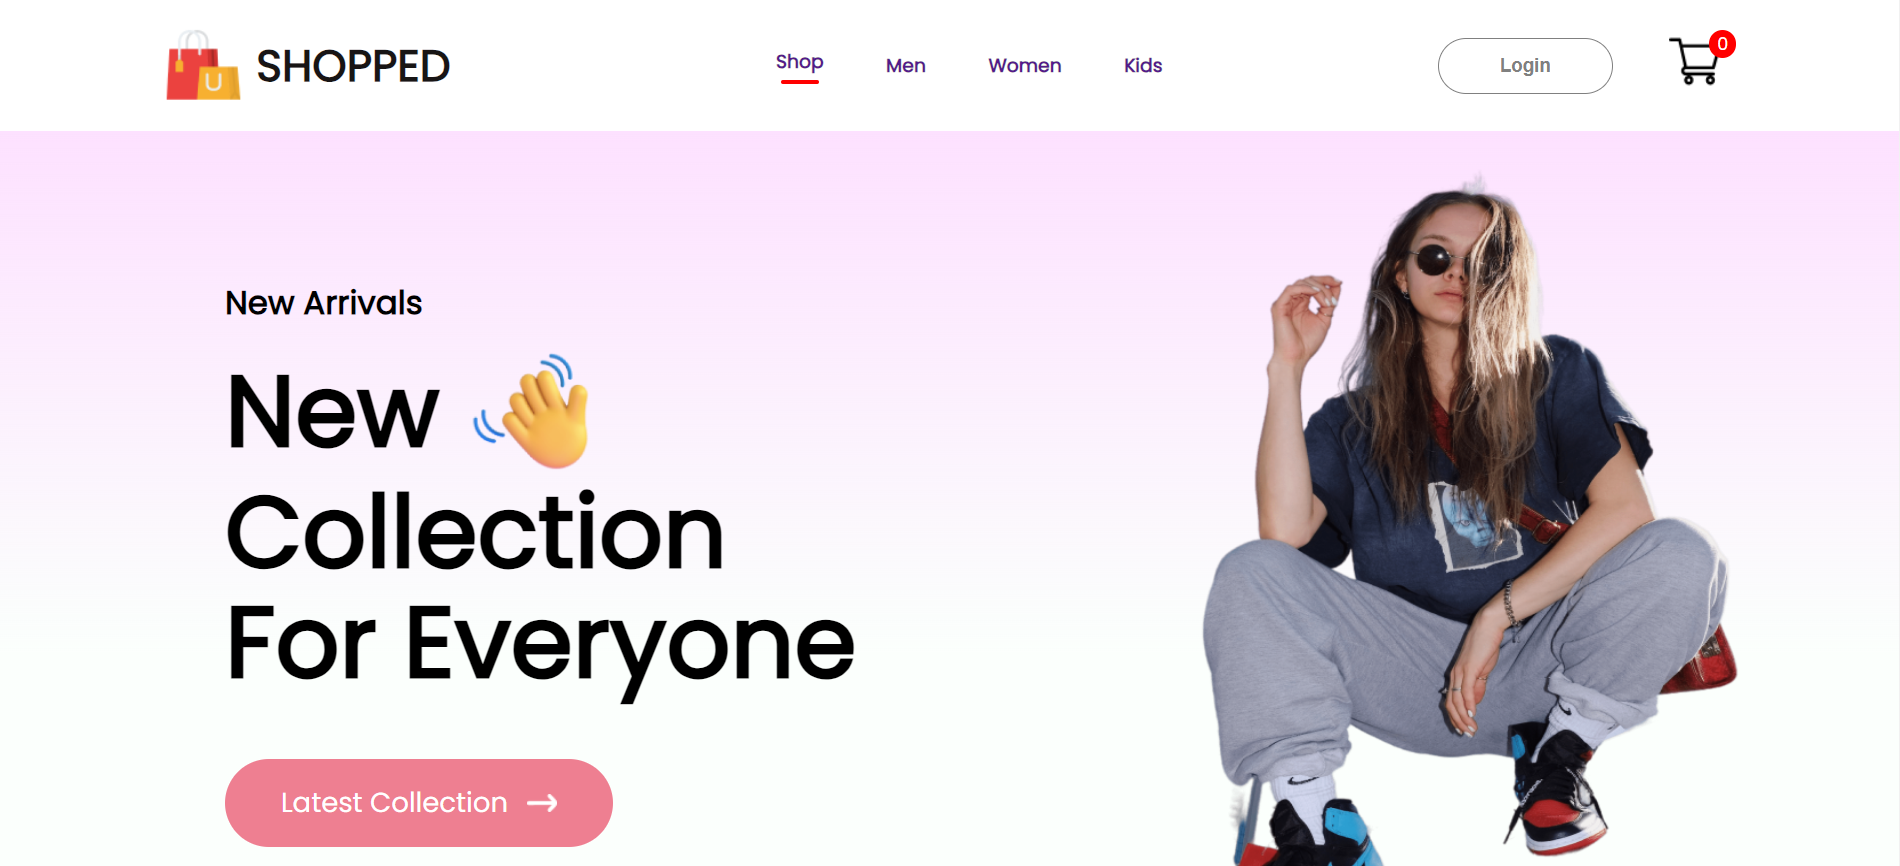 SHOPPED
Shop
Men
Women
Kids
Login
0
New Arrivals
New
Collection
For Everyone
Latest Collection